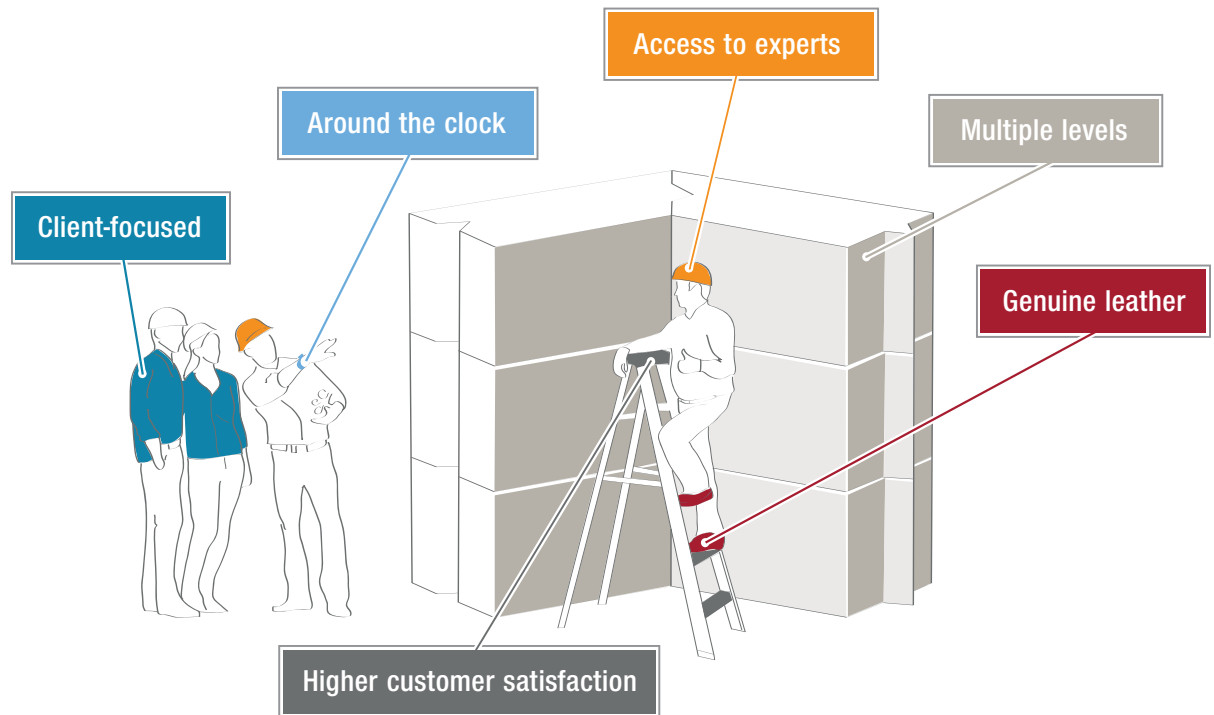 Access to experts
Around the clock
Multiple levels
Client-focused
Genuine leather
Higher customer satisfaction